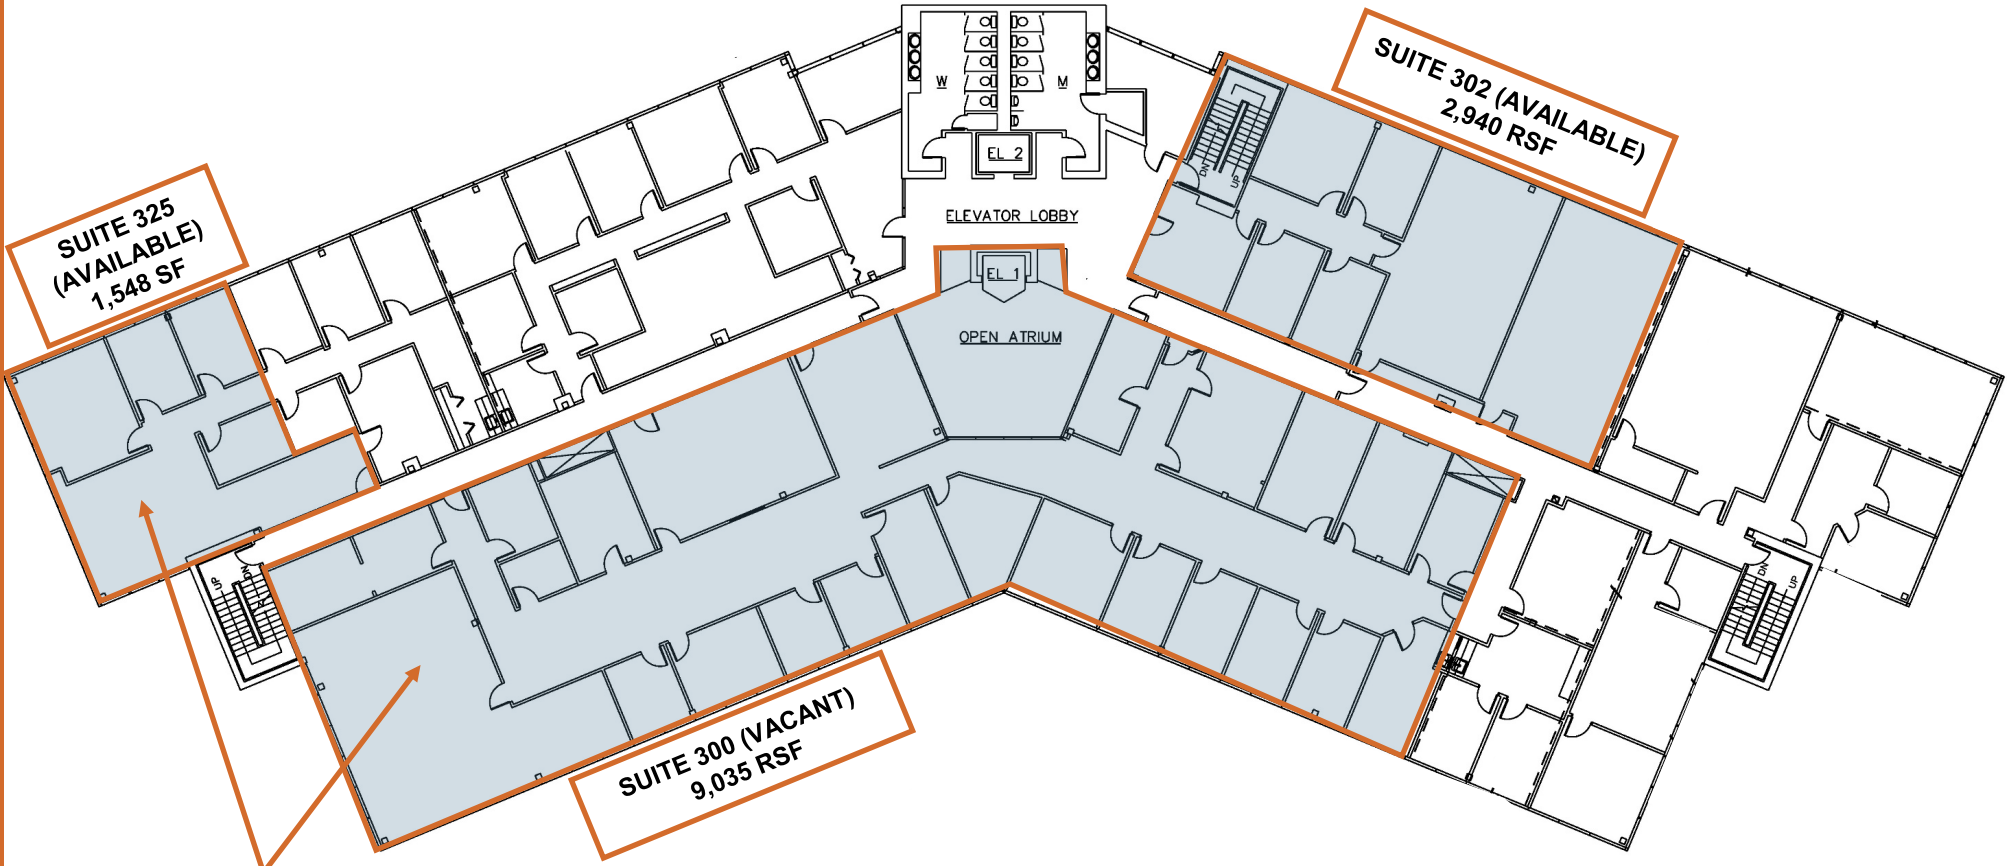 SUITE 302 (AVAILABLE)
2,940 RSF
W
M
EL 2
DN
UP
SUITE 325
(AVAILABLE)
1,548 SF
ELEVATOR LOBBY
EL 1
OPEN ATRIUM
UP
DN
DN
UP
SUITE 300 (VACANT)
9,035 RSF